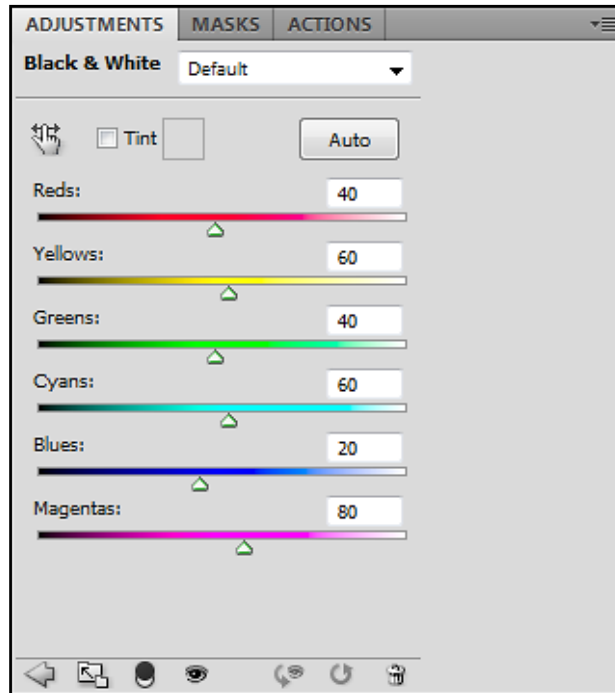 ADJUSTMENTS MASKS ACTIONS
Black & White Default
Tint Auto
Reds: 40
Yellows: 60
Greens: 40
Cyans: 60
Blues: 20
Magentas: 80